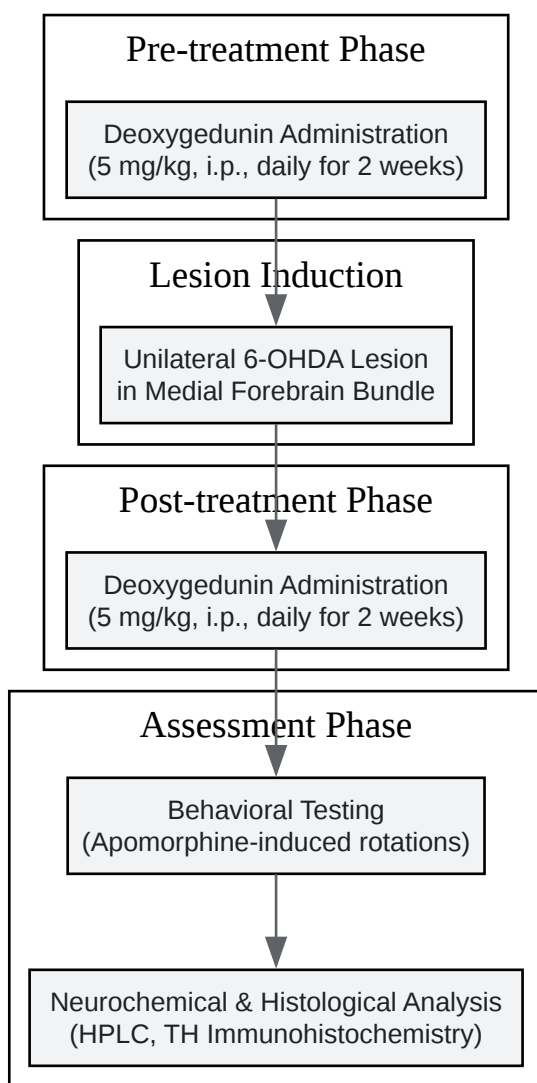 Pre-treatment Phase
Deoxygedunin Administration
(5 mg/kg, i.p., daily for 2 weeks)
Lesion Induction
Unilateral 6-OHDA Lesion
in Medial Forebrain Bundle
Post-treatment Phase
Deoxygedunin Administration
(5 mg/kg, i.p., daily for 2 weeks)
Assessment Phase
Behavioral Testing
(Apomorphine-induced rotations)
Neurochemical & Histological Analysis
(HPLC, TH Immunohistochemistry)